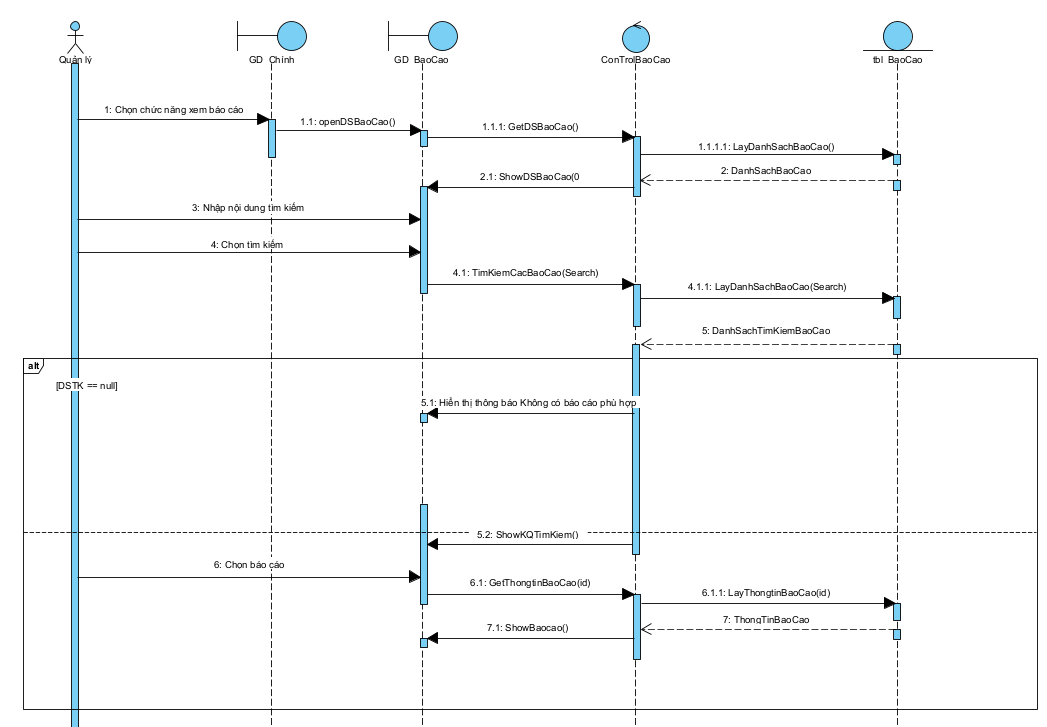 Quản lý
GD_Chính
GD_BaoCao
ConTrolBaoCao
tbl_BaoCao
1: Chọn chức năng xem báo cáo
1.1: openDSBaoCao()
1.1.1: GetDSBaoCao()
1.1.1.1: LayDanhSachBaoCao()
2: DanhSachBaoCao
2.1: ShowDSBaoCao(0
3: Nhập nội dung tìm kiếm
4: Chọn tìm kiếm
4.1: TimKiemCacBaoCao(Search)
4.1.1: LayDanhSachBaoCao(Search)
5: DanhSachTimKiemBaoCao
alt
[DSTK == null]
5.1: Hiển thị thông báo Không có báo cáo phù hợp
5.2: ShowKQTimKiem()
6: Chọn báo cáo
6.1: GetThongtinBaoCao(id)
6.1.1: LayThongtinBaoCao(id)
7: ThongTinBaoCao
7.1: ShowBaocao()